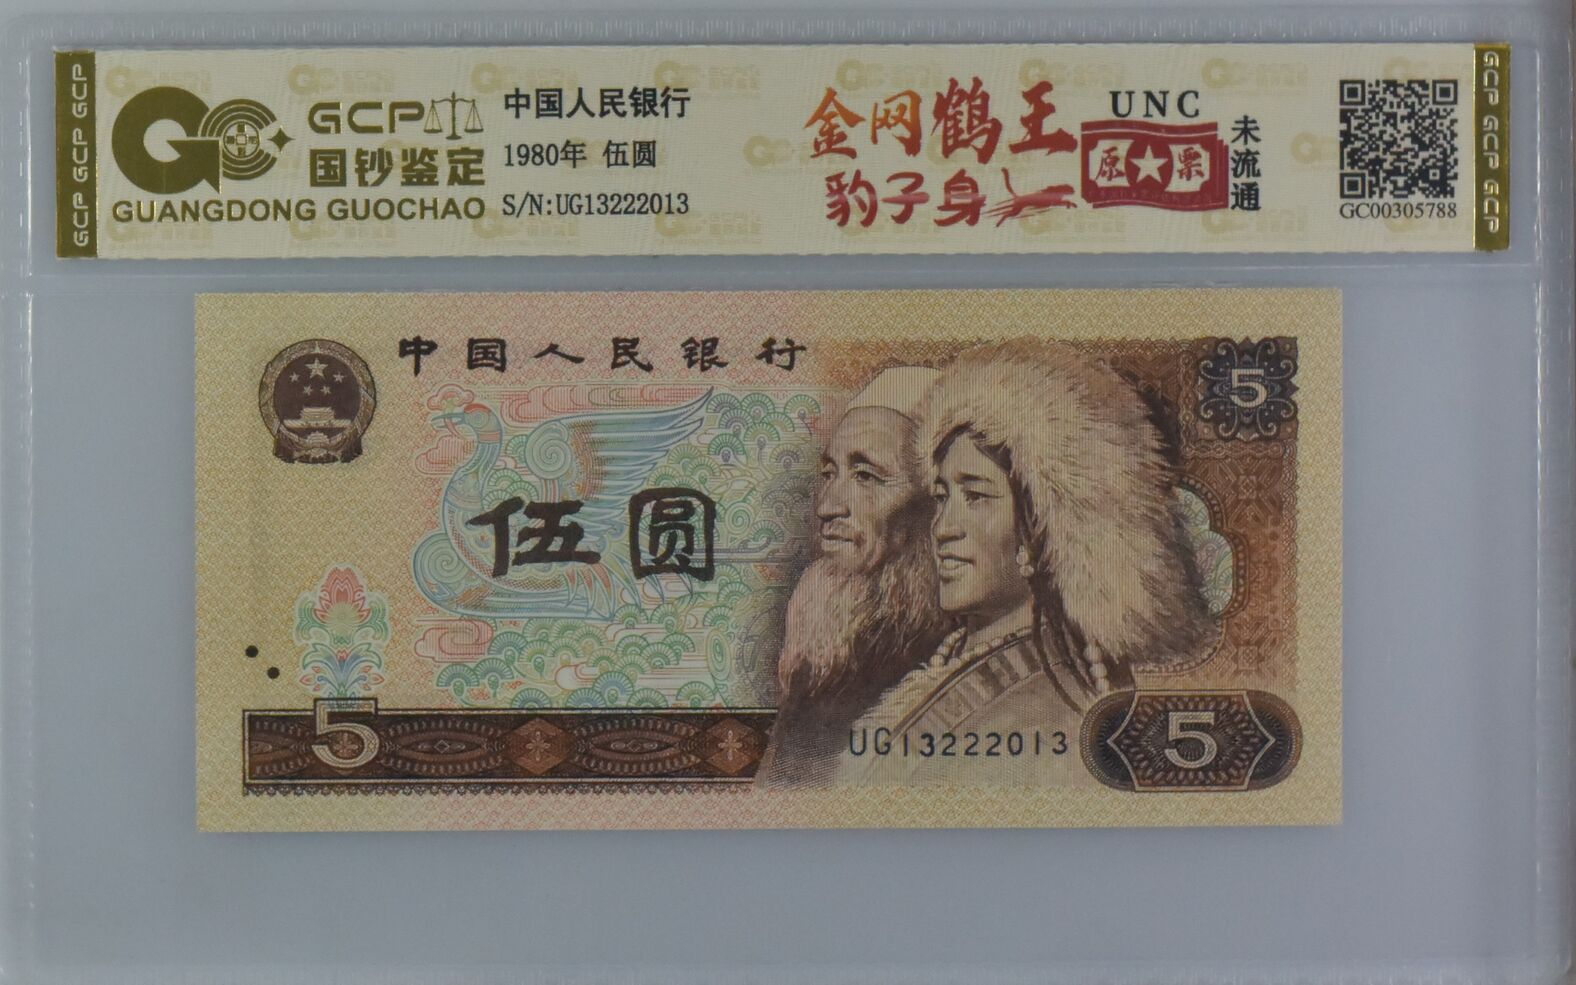 GCP GCP GCP
GCP
国钞鉴定
GUANGDONG GUOCHAO
中国人民银行
1980年 伍圆
S/N:UG13222013
金网鹤王
豹子身
UNC
原★票
未流通
GC00305788
GCP GCP GCP
中国人民银行
5
伍圆
5
UG13222013
5